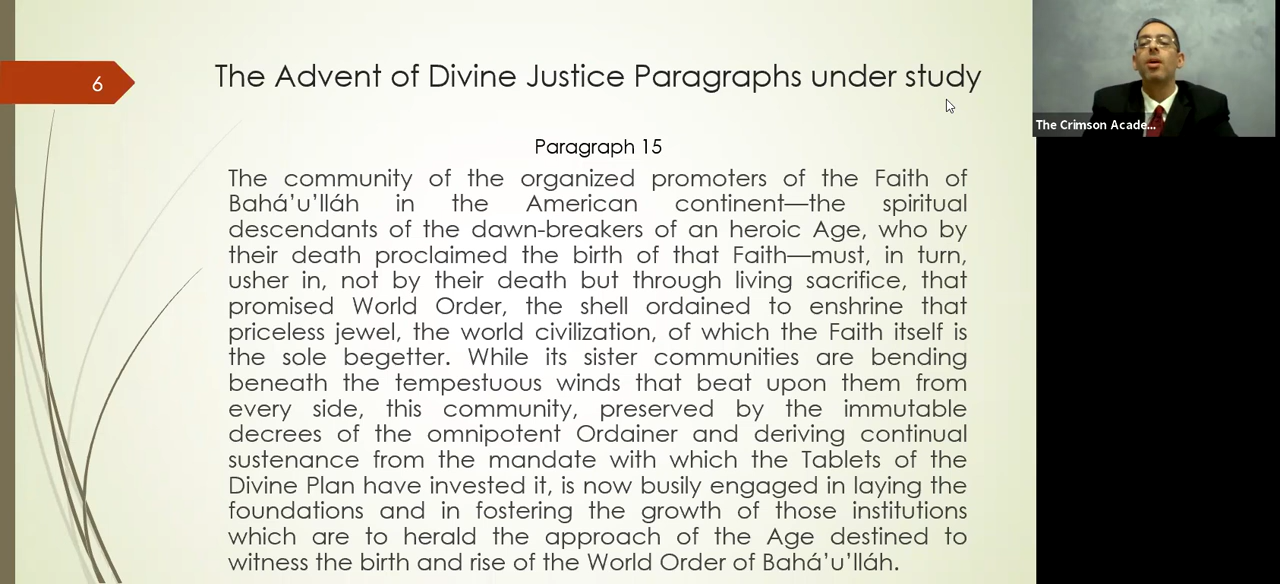 6
The Advent of Divine Justice Paragraphs under study
The Crimson Acade...
Paragraph 15
The community of the organized promoters of the Faith of
Bahá’u’lláh in the American continent—the spiritual
descendants of the dawn-breakers of an heroic Age, who by
their death proclaimed the birth of that Faith—must, in turn,
usher in, not by their death but through living sacrifice, that
promised World Order, the shell ordained to enshrine that
priceless jewel, the world civilization, of which the Faith itself is
the sole begetter. While its sister communities are bending
beneath the tempestuous winds that beat upon them from
every side, this community, preserved by the immutable
decrees of the omnipotent Ordainer and deriving continual
sustenance from the mandate with which the Tablets of the
Divine Plan have invested it, is now busily engaged in laying the
foundations and in fostering the growth of those institutions
which are to herald the approach of the Age destined to
witness the birth and rise of the World Order of Bahá’u’lláh.